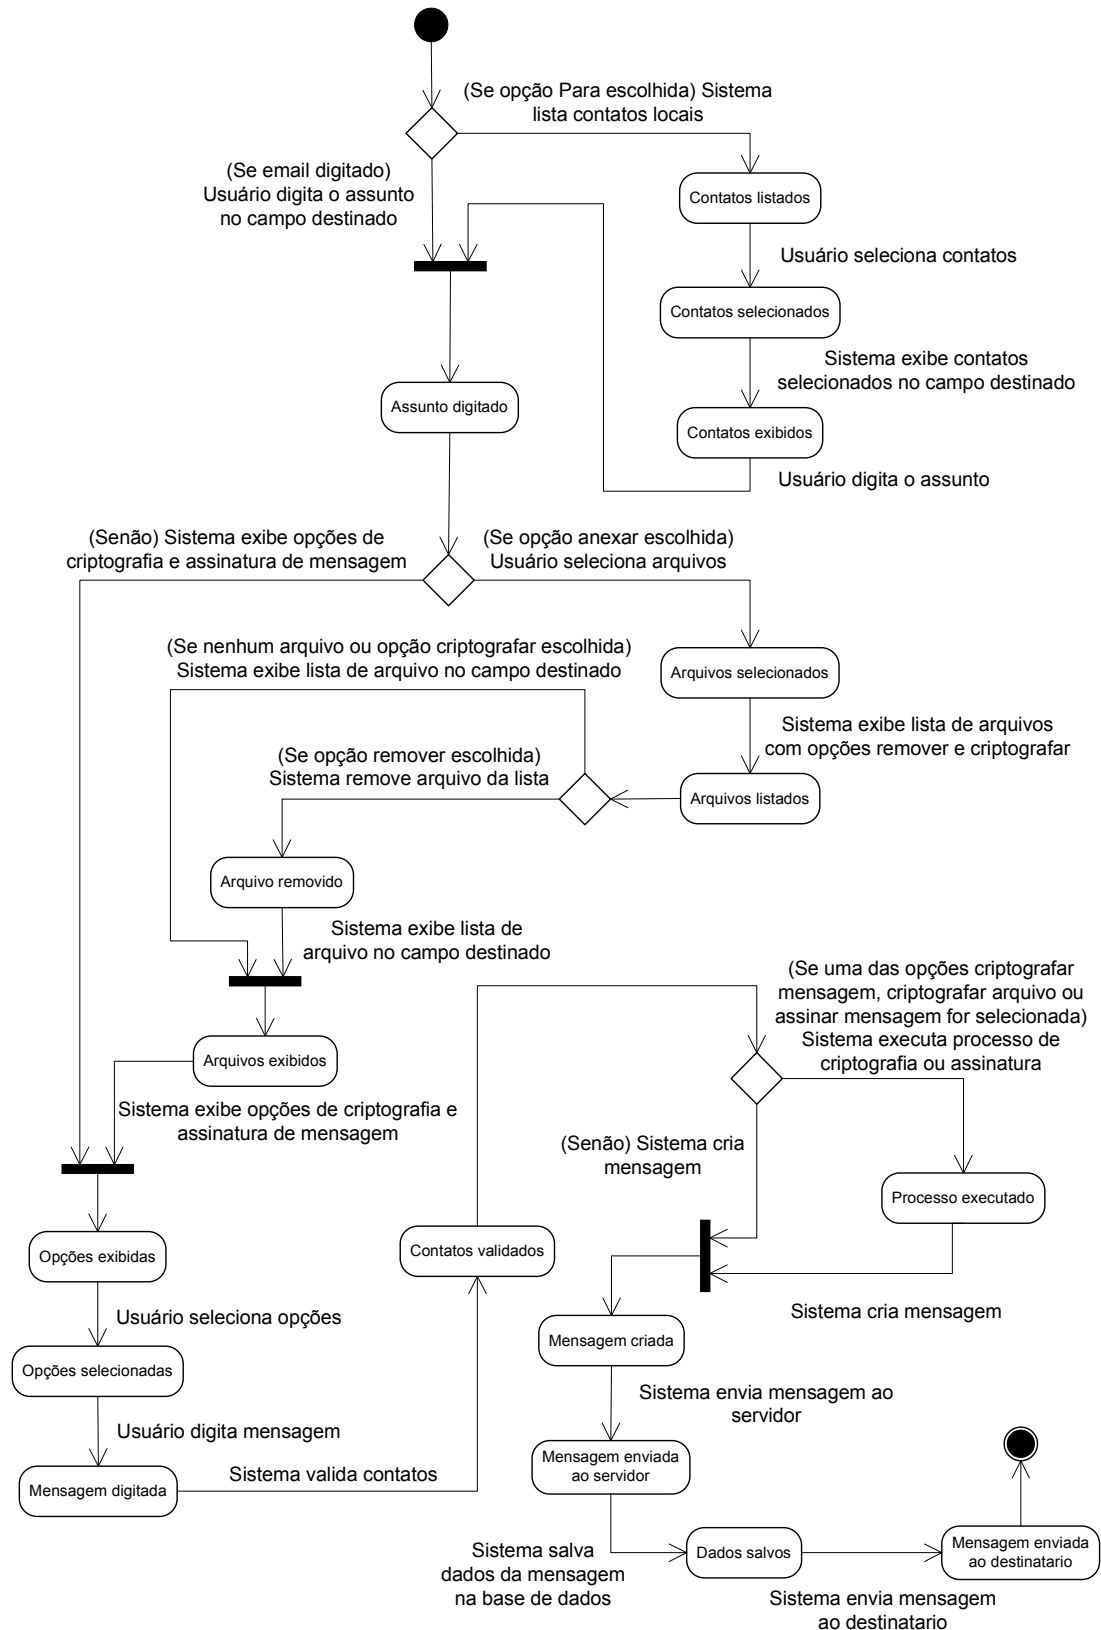 (Se opção Para escolhida) Sistema
lista contatos locais
(Se email digitado)
Usuário digita o assunto
no campo destinado
Contatos listados
Usuário seleciona contatos
Contatos selecionados
Sistema exibe contatos
selecionados no campo destinado
Assunto digitado
Contatos exibidos
Usuário digita o assunto
(Senão) Sistema exibe opções de
criptografia e assinatura de mensagem
(Se opção anexar escolhida)
Usuário seleciona arquivos
(Se nenhum arquivo ou opção criptografar escolhida)
Sistema exibe lista de arquivo no campo destinado
Arquivos selecionados
Sistema exibe lista de arquivos
com opções remover e criptografar
(Se opção remover escolhida)
Sistema remove arquivo da lista
Arquivos listados
Arquivo removido
Sistema exibe lista de
arquivo no campo destinado
(Se uma das opções criptografar
mensagem, criptografar arquivo ou
assinar mensagem for selecionada)
Sistema executa processo de
criptografia ou assinatura
Arquivos exibidos
Sistema exibe opções de criptografia e
assinatura de mensagem
(Senão) Sistema cria
mensagem
Processo executado
Opções exibidas
Contatos validados
Usuário seleciona opções
Sistema cria mensagem
Mensagem criada
Opções selecionadas
Sistema envia mensagem ao
servidor
Usuário digita mensagem
Mensagem enviada
ao servidor
Sistema valida contatos
Mensagem digitada
Sistema salva
dados da mensagem
na base de dados
Dados salvos
Mensagem enviada
ao destinatario
Sistema envia mensagem
ao destinatario